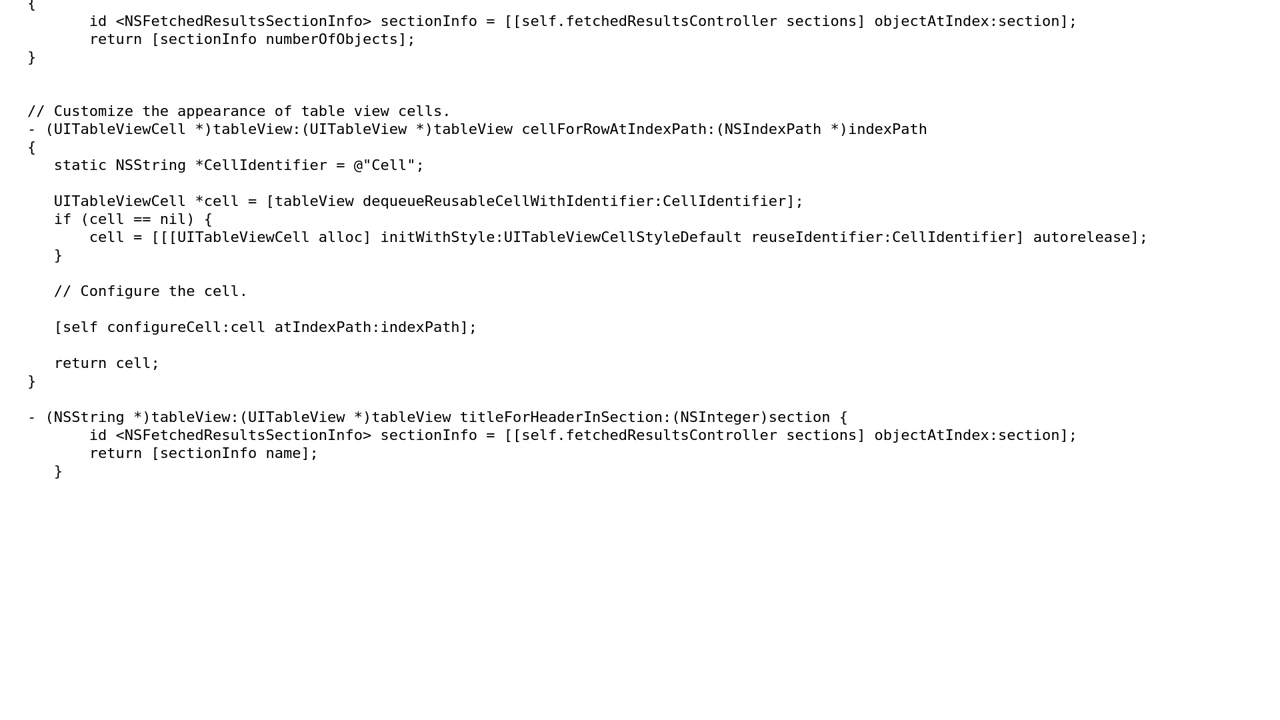 {
id <NSFetchedResultsSectionInfo> sectionInfo = [[self.fetchedResultsController sections] objectAtIndex:section];
return [sectionInfo numberOfObjects];
}
// Customize the appearance of table view cells.
- (UITableViewCell *)tableView:(UITableView *)tableView cellForRowAtIndexPath:(NSIndexPath *)indexPath
{
static NSString *CellIdentifier = @"Cell";
UITableViewCell *cell = [tableView dequeueReusableCellWithIdentifier:CellIdentifier];
if (cell == nil) {
cell = [[[UITableViewCell alloc] initWithStyle:UITableViewCellStyleDefault reuseIdentifier:CellIdentifier] autorelease];
}
// Configure the cell.
[self configureCell:cell atIndexPath:indexPath];
return cell;
}
- (NSString *)tableView:(UITableView *)tableView titleForHeaderInSection:(NSInteger)section {
id <NSFetchedResultsSectionInfo> sectionInfo = [[self.fetchedResultsController sections] objectAtIndex:section];
return [sectionInfo name];
}